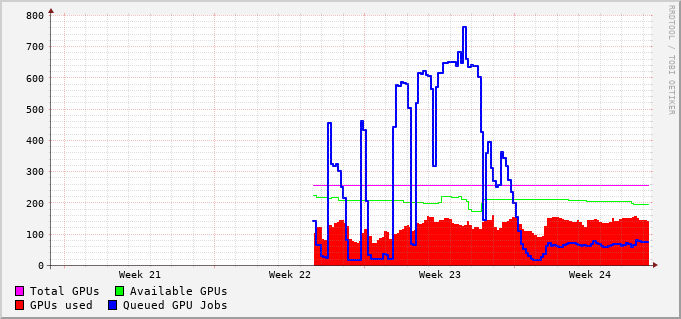 800
700
600
500
400
300
200
100
0
Week 21 Week 22 Week 23 Week 24
Total GPUs Available GPUs
GPUs used Queued GPU Jobs
RRDTOOL / TOBI OETIKER